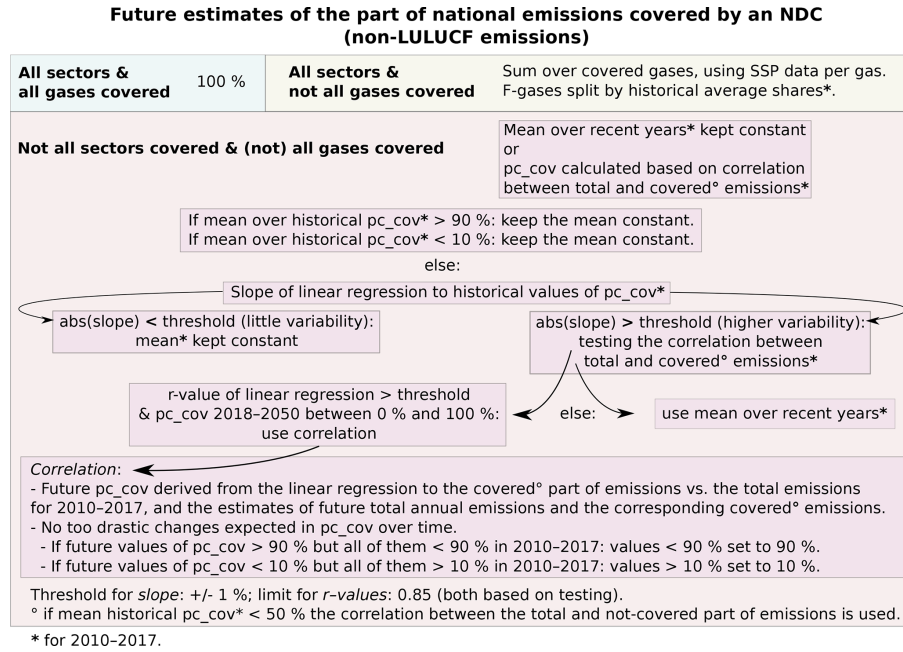 Future estimates of the part of national emissions covered by an NDC
(non-LULUCF emissions)
All sectors &
all gases covered
100 %
All sectors &
not all gases covered
Sum over covered gases, using SSP data per gas.
F-gases split by historical average shares*.
Not all sectors covered & (not) all gases covered
Mean over recent years* kept constant
or
pc_cov calculated based on correlation
between total and covered° emissions*
If mean over historical pc_cov* > 90 %: keep the mean constant.
If mean over historical pc_cov* < 10 %: keep the mean constant.
else:
Slope of linear regression to historical values of pc_cov*
abs(slope) < threshold (little variability):
mean* kept constant
abs(slope) > threshold (higher variability):
testing the correlation between
total and covered° emissions*
r-value of linear regression > threshold
& pc_cov 2018–2050 between 0 % and 100 %:
use correlation
else:
use mean over recent years*
Correlation:
- Future pc_cov derived from the linear regression to the covered° part of emissions vs. the total emissions
for 2010–2017, and the estimates of future total annual emissions and the corresponding covered° emissions.
- No too drastic changes expected in pc_cov over time.
- If future values of pc_cov > 90 % but all of them < 90 % in 2010–2017: values < 90 % set to 90 %.
- If future values of pc_cov < 10 % but all of them > 10 % in 2010–2017: values > 10 % set to 10 %.
Threshold for slope: +/- 1 %; limit for r–values: 0.85 (both based on testing).
° if mean historical pc_cov* < 50 % the correlation between the total and not-covered part of emissions is used.
* for 2010–2017.